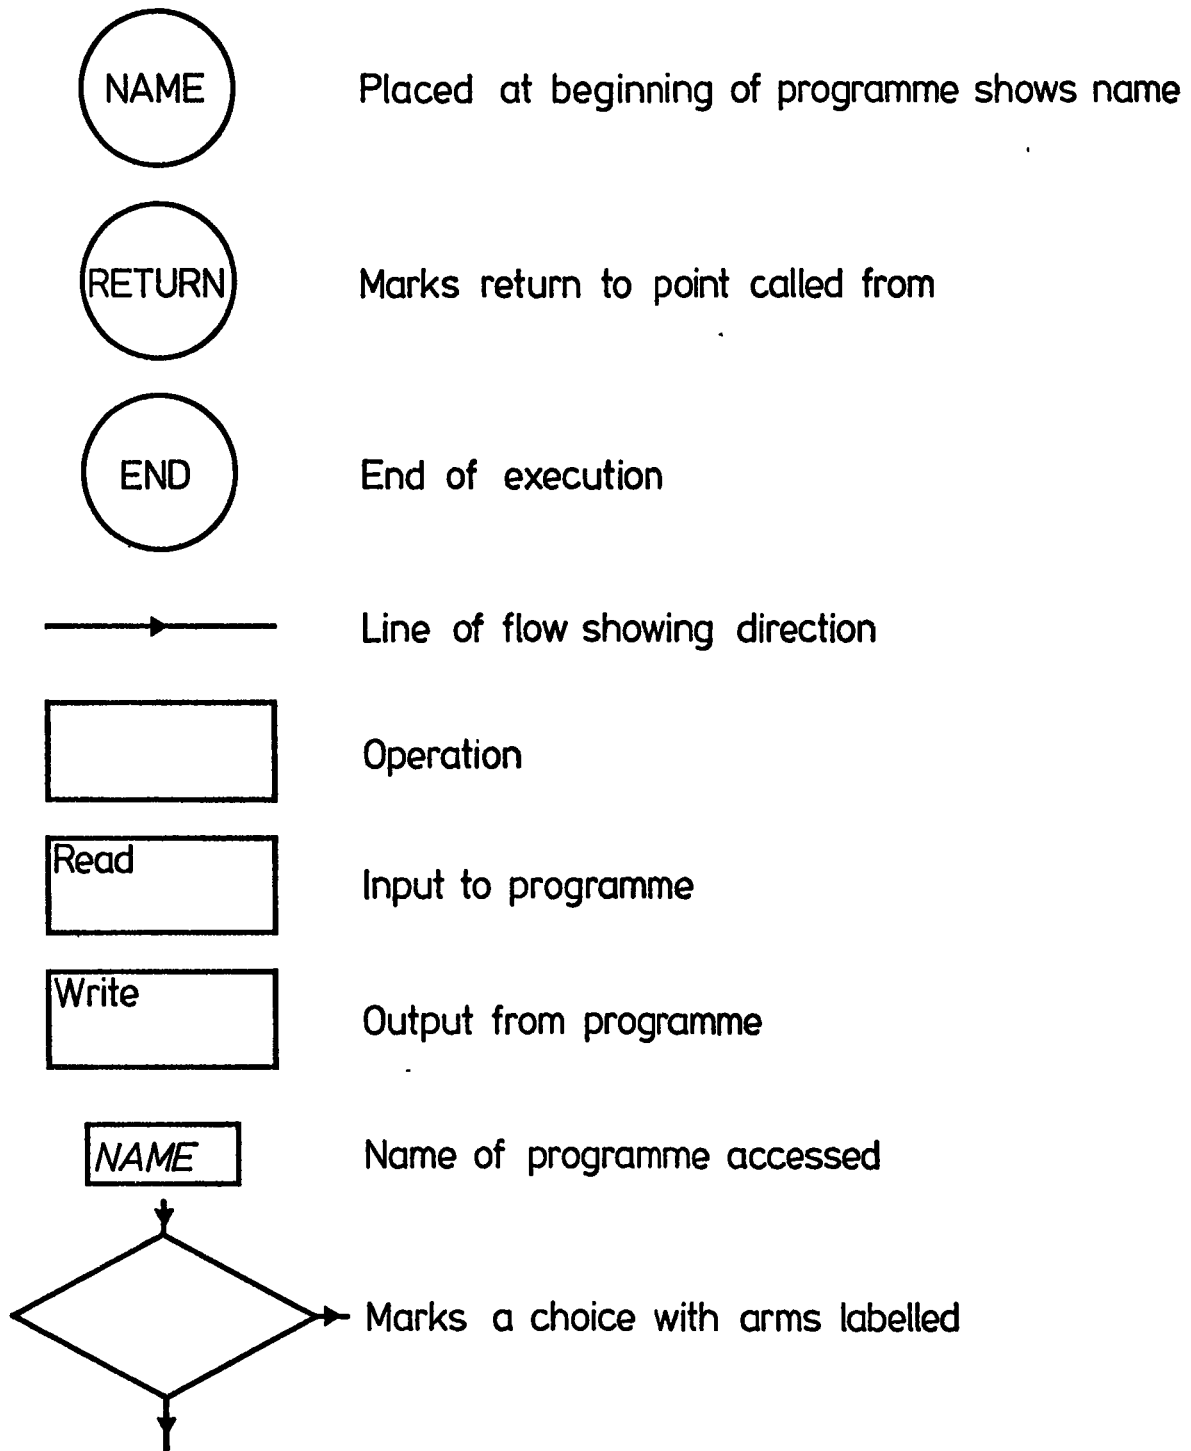 NAME Placed at beginning of programme shows name
RETURN Marks return to point called from
END End of execution
Line of flow showing direction
Operation
Read
Input to programme
Write
Output from programme
NAME Name of programme accessed
Marks a choice with arms labelled